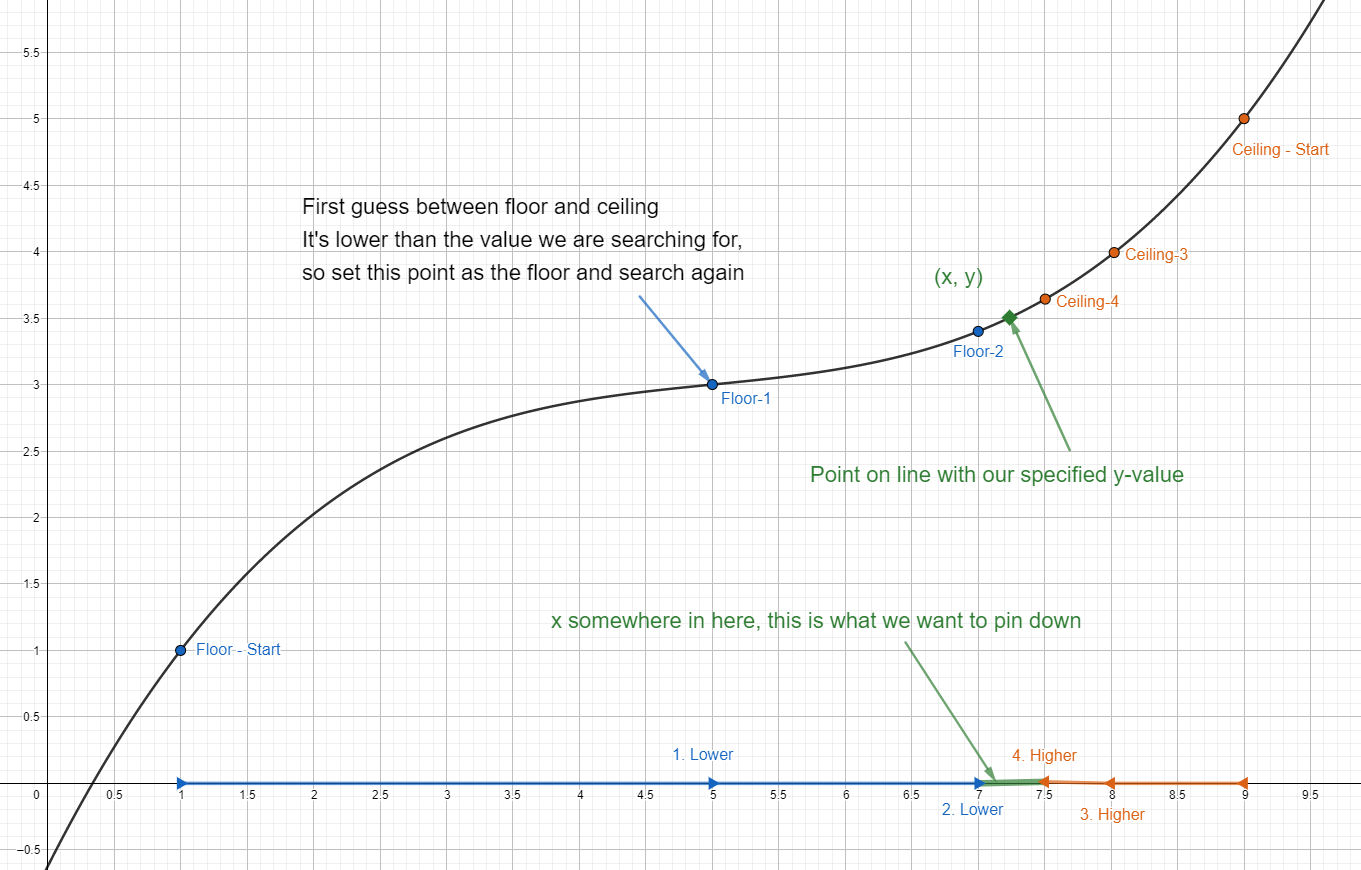 5.5
5
Ceiling - Start
4.5
First guess between floor and ceiling
It's lower than the value we are searching for,
so set this point as the floor and search again
4
Ceiling-3
(x, y)
Ceiling-4
3.5
Floor-2
3
Floor-1
2.5
Point on line with our specified y-value
2
1.5
x somewhere in here, this is what we want to pin down
1
Floor - Start
0.5
1. Lower
4. Higher
0 0.5 1 1.5 2 2.5 3 3.5 4 4.5 5 5.5 6 6.5 7 7.5 8 8.5 9 9.5
2. Lower
3. Higher
−0.5